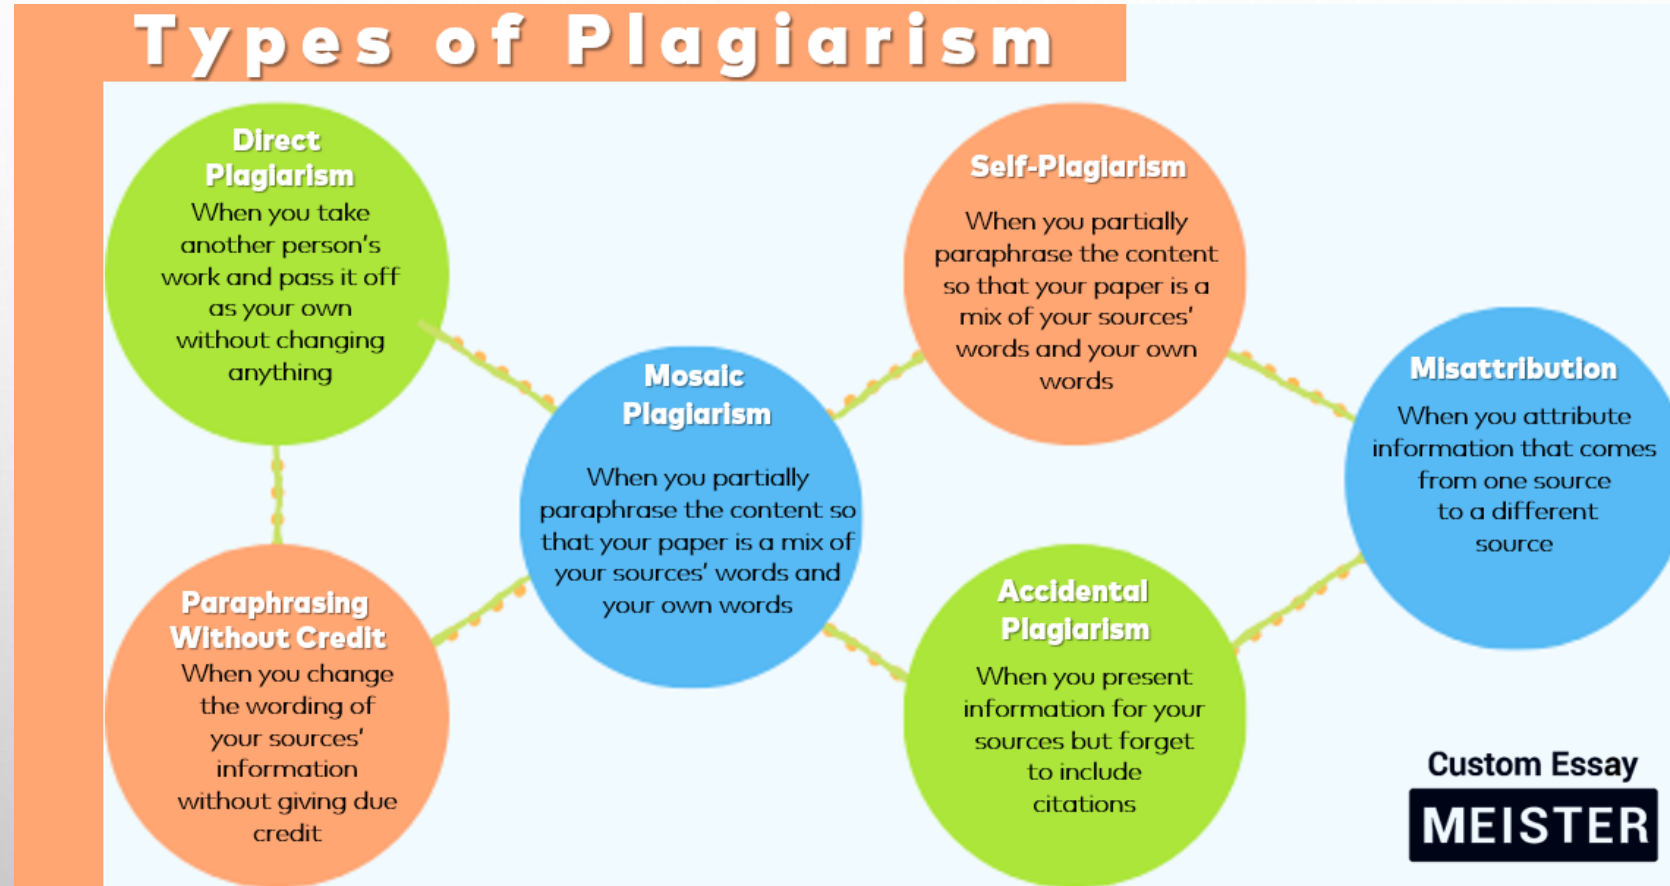 Types of Plagiarism
Direct
Plagiarism
When you take
another person's
work and pass it off
as your own
without changing
anything
Self-Plagiarism
When you partially
paraphrase the content
so that your paper is a
mix of your sources'
words and your own
words
Mosaic
Plagiarism
When you partially
paraphrase the content so
that your paper is a mix of
your sources' words and
your own words
Misattribution
When you attribute
information that comes
from one source
to a different
source
Paraphrasing
Without Credit
When you change
the wording of
your sources'
information
without giving due
credit
Accidental
Plagiarism
When you present
information for your
sources but forget
to include
citations
Custom Essay
MEISTER